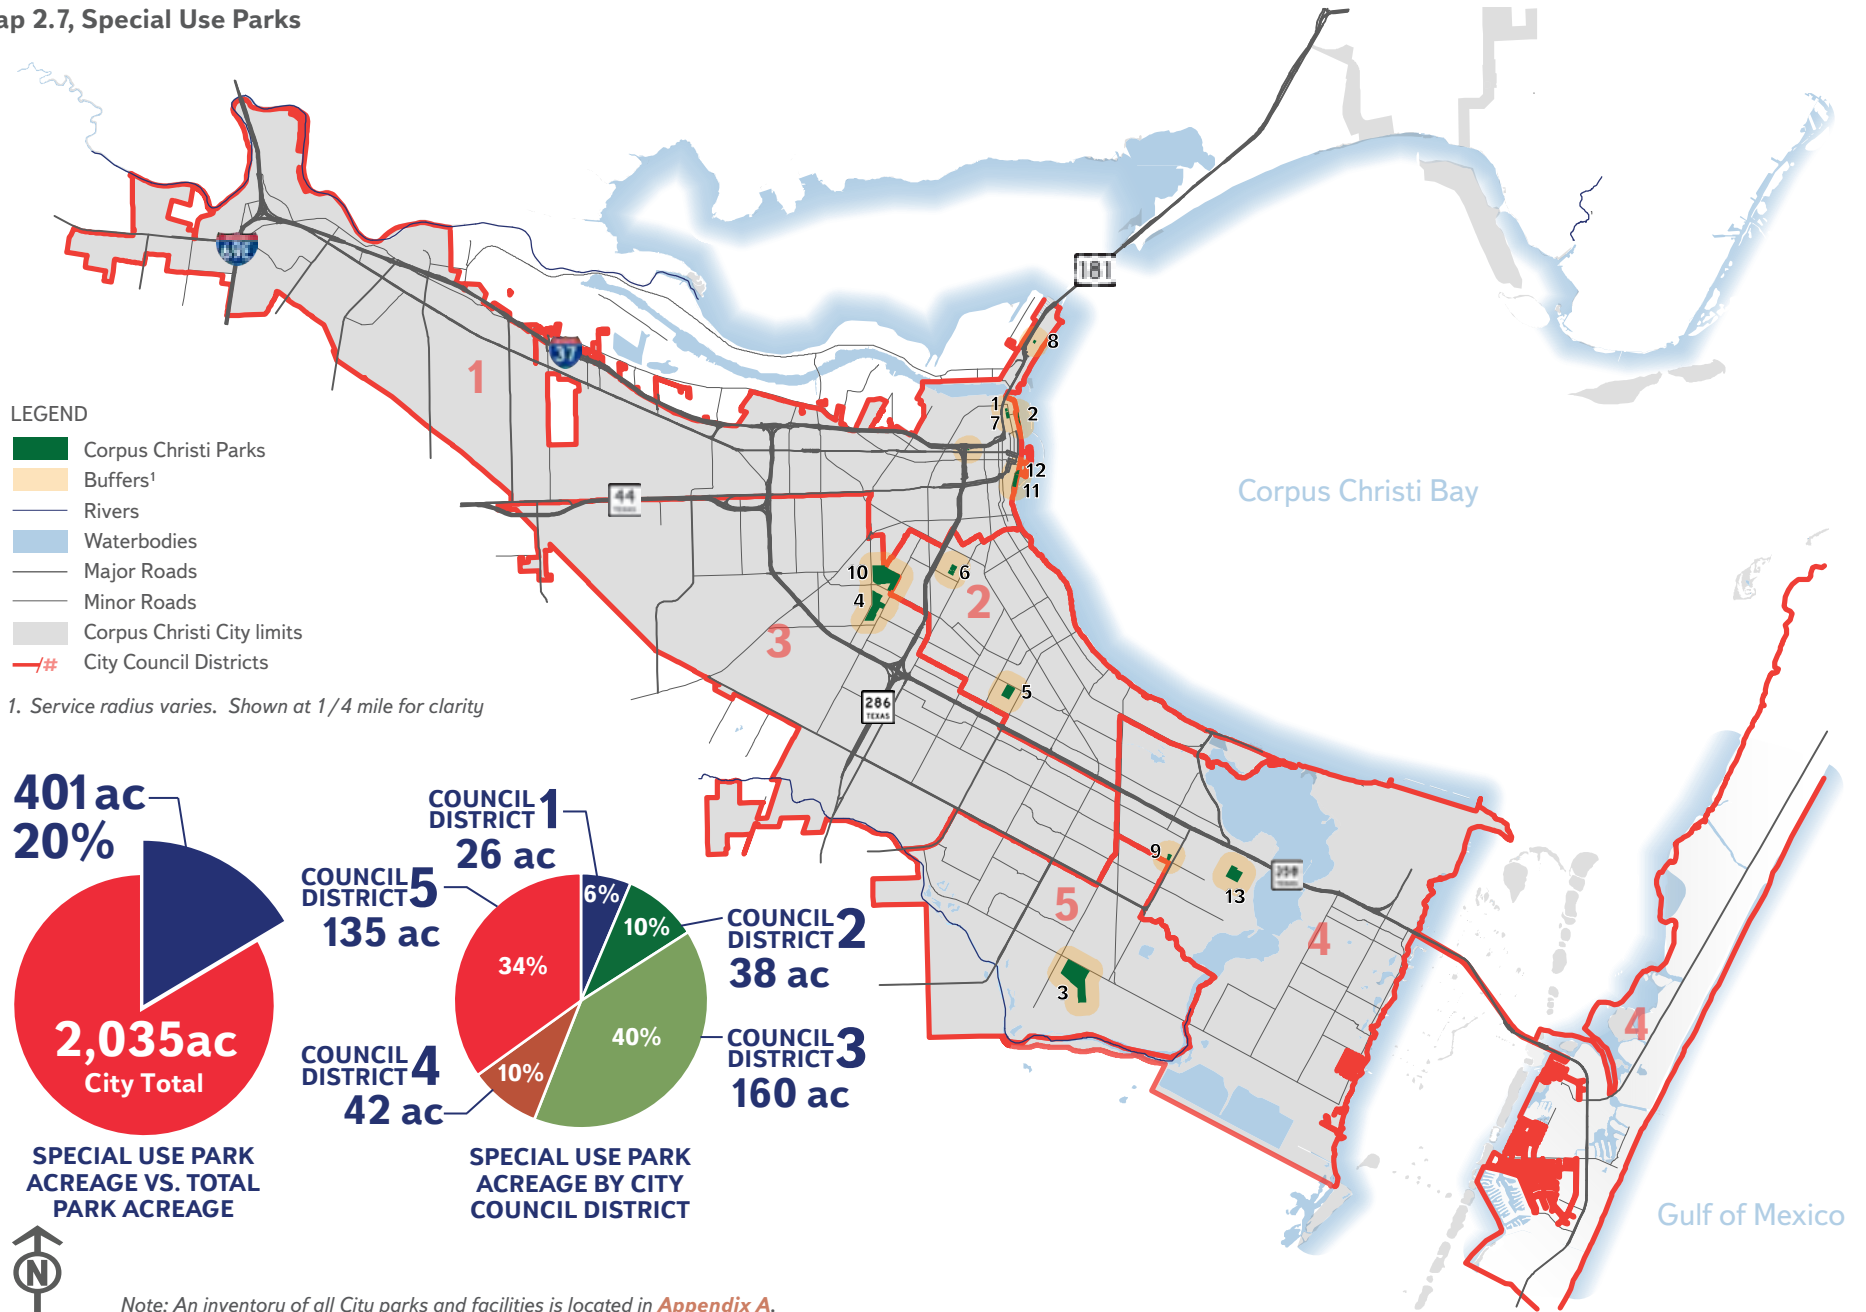 ap 2.7, Special Use Parks
181
8
1
2
7
12
11
37
1
44
TEXAS
LEGEND
Corpus Christi Parks
Buffers¹
Rivers
Waterbodies
Major Roads
Minor Roads
Corpus Christi City limits
/# City Council Districts
1. Service radius varies. Shown at 1/4 mile for clarity
Corpus Christi Bay
10
4
6
2
3
5
286
TEXAS
9
13
5
4
3
4
Gulf of Mexico
401 ac
20%
2,035ac
City Total
SPECIAL USE PARK
ACREAGE VS. TOTAL
PARK ACREAGE
COUNCIL
DISTRICT 1
26 ac
COUNCIL
DISTRICT 5
135 ac
COUNCIL
DISTRICT 2
38 ac
COUNCIL
DISTRICT 3
160 ac
COUNCIL
DISTRICT 4
42 ac
6%
10%
34%
40%
10%
SPECIAL USE PARK
ACREAGE BY CITY
COUNCIL DISTRICT
N
Note: An inventory of all City parks and facilities is located in Appendix A.